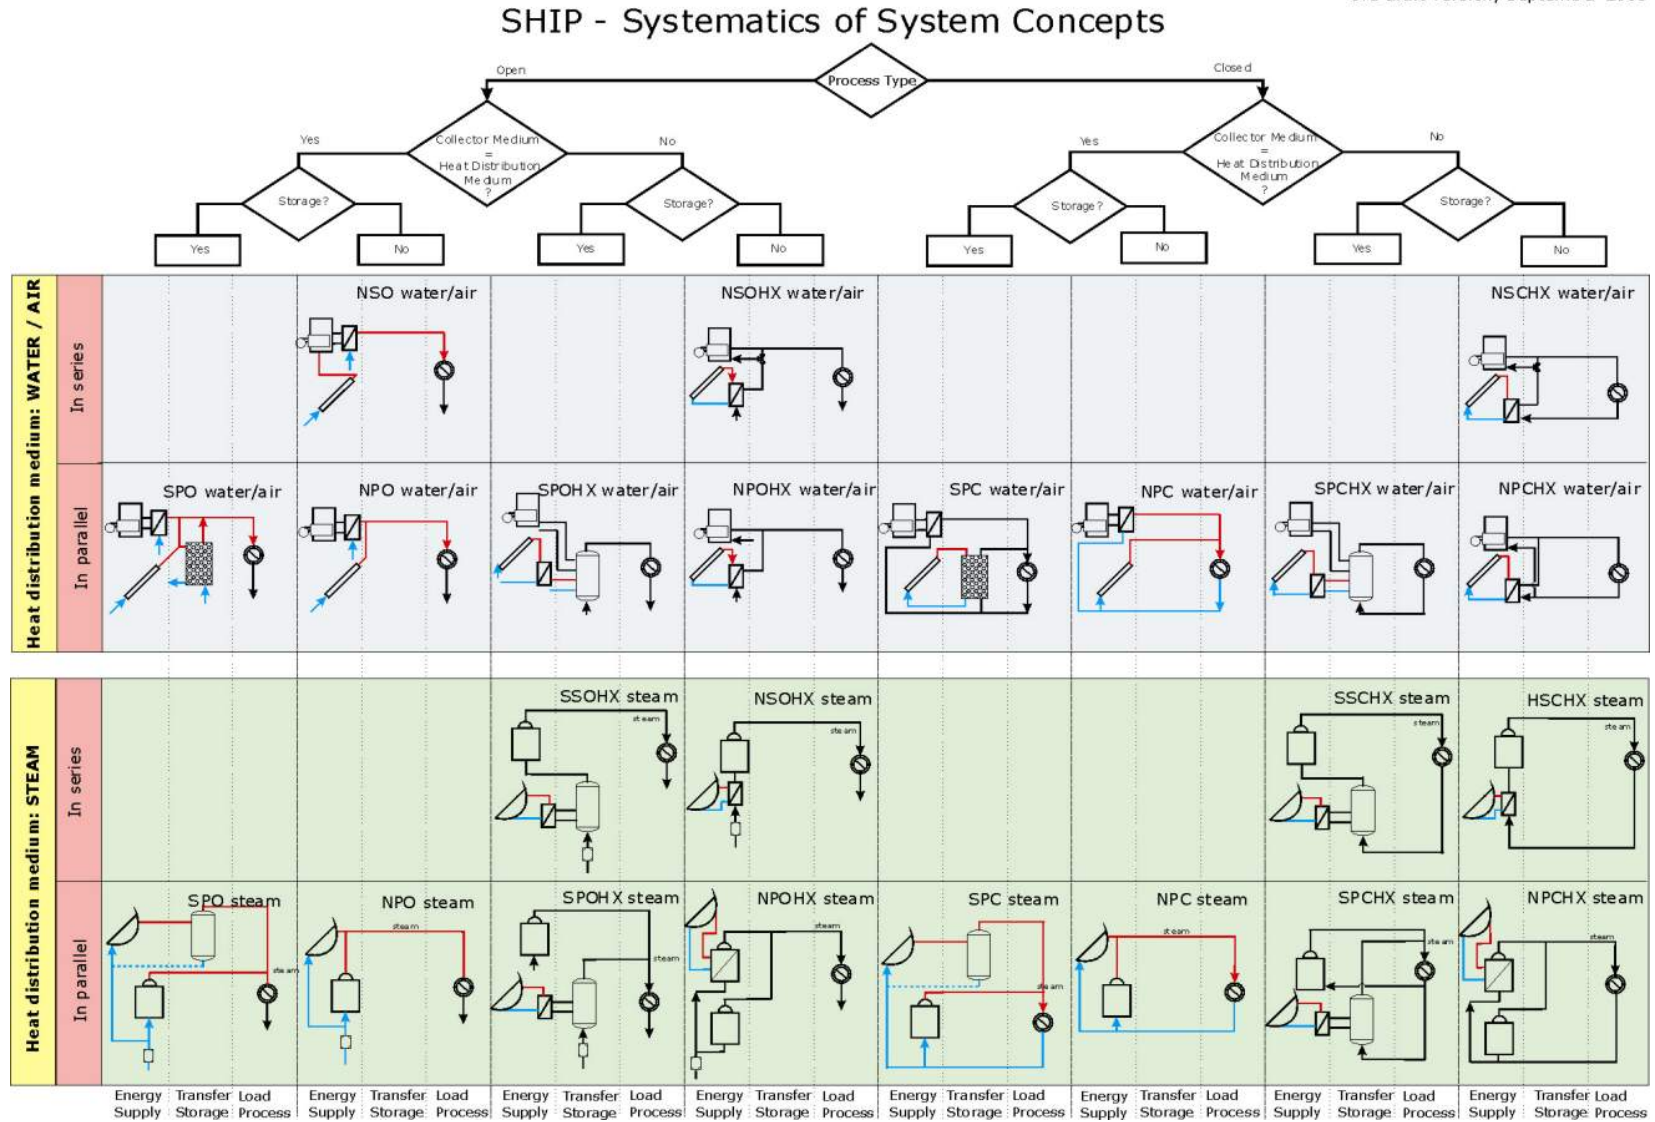 SHIP - Systematics of System Concepts
Open
Process Type
Closed
Yes
Collector Medium
=
Heat Distribution
Medium
?
No
Yes
Collector Medium
=
Heat Distribution
Medium
?
No
Storage?
Storage?
Storage?
Storage?
Yes
No
Yes
No
Yes
No
Yes
No
Heat distribution medium: WATER / AIR
In series
NSO water/air
NSOHX water/air
NSCHX water/air
In parallel
SPO water/air
NPO water/air
SPOHX water/air
NPOHX water/air
SPC water/air
NPC water/air
SPCHX water/air
NPCHX water/air
Heat distribution medium: STEAM
In series
SSOHX steam
steam
NSOHX steam
steam
SSCHX steam
steam
HSCHX steam
steam
In parallel
SPO steam
steam
NPO steam
steam
SPOHX steam
steam
NPOHX steam
steam
SPC steam
steam
NPC steam
steam
SPCHX steam
steam
NPCHX steam
steam
Energy Transfer Load Energy Transfer Load Energy Transfer Load Energy Transfer Load Energy Transfer Load Energy Transfer Load Energy Transfer Load Energy Transfer Load
Supply Storage Process Supply Storage Process Supply Storage Process Supply Storage Process Supply Storage Process Supply Storage Process Supply Storage Process Supply Storage Process